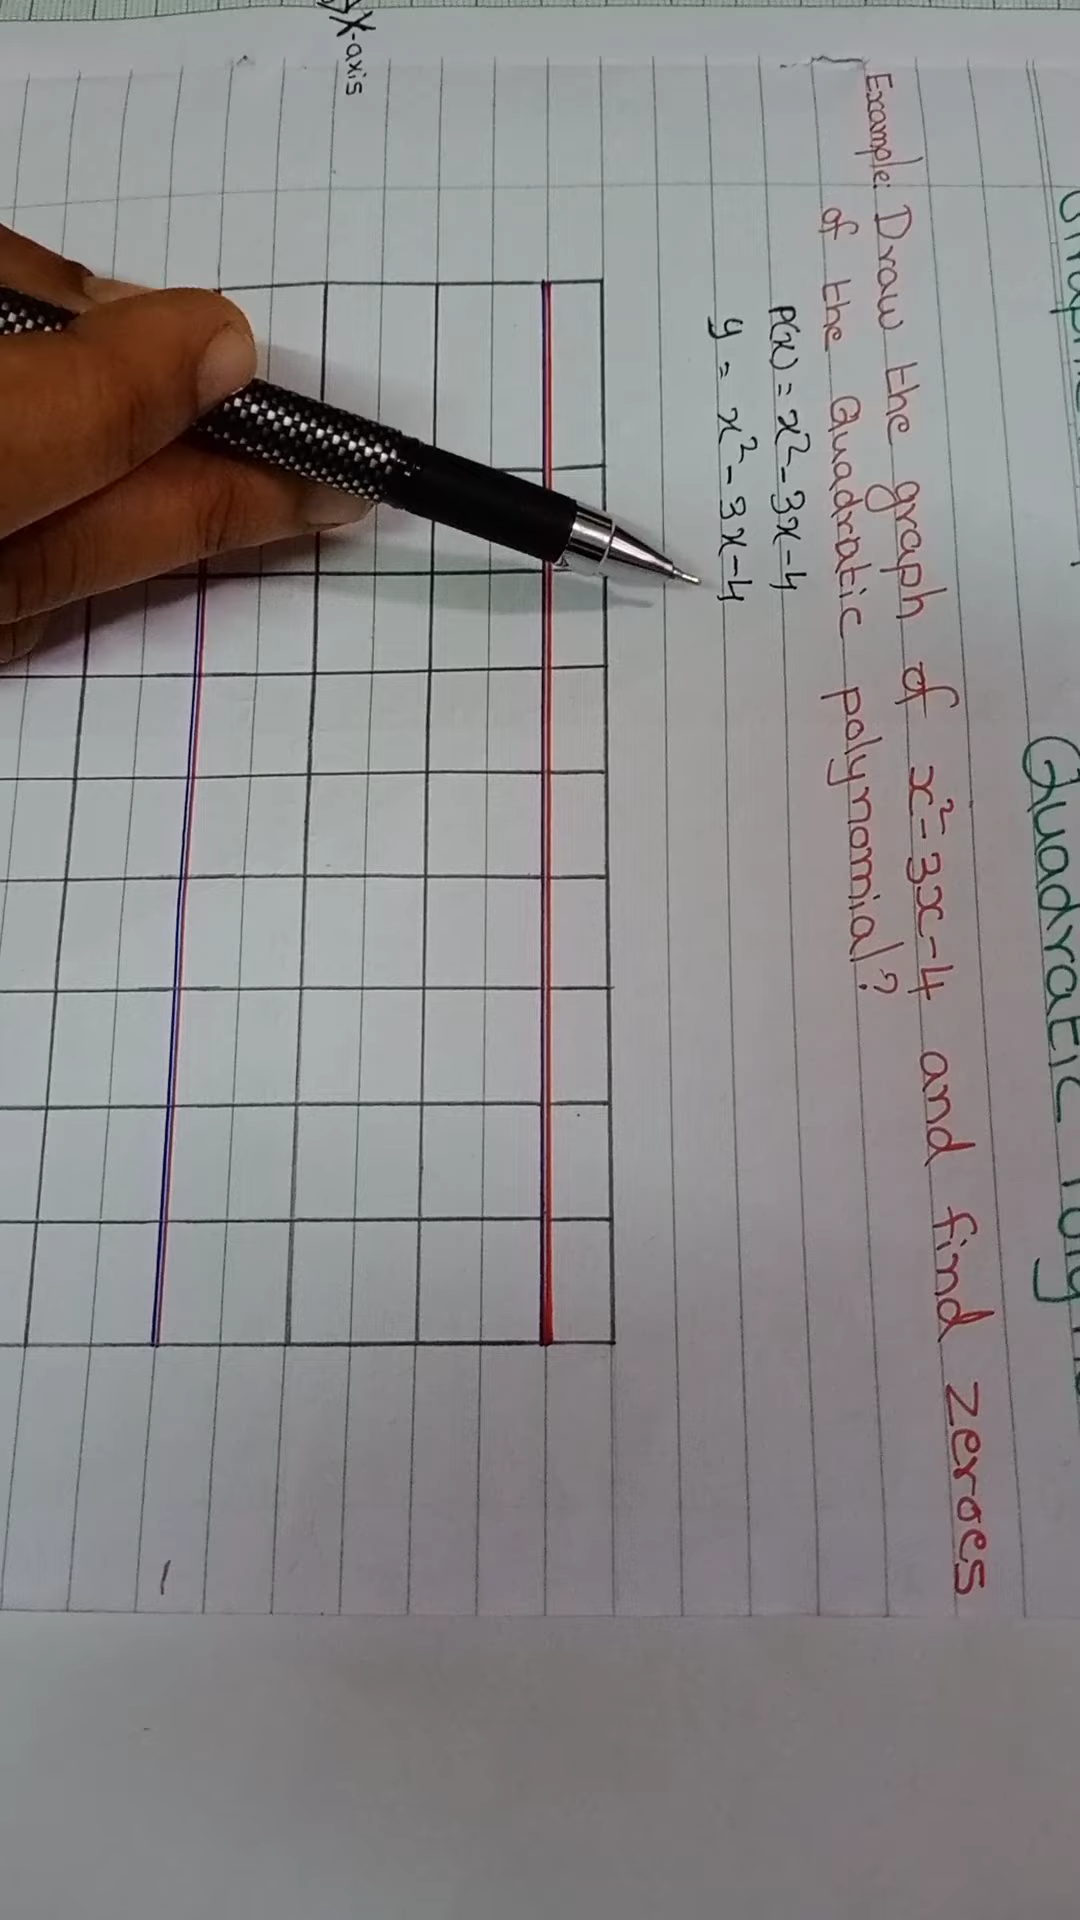 Quadratic
Example: Draw the graph of x²-3x-4 and find zeroes
of the Quadratic polynomial?
P(x) = x²-3x-4
y = x²-3x-4
X-axis